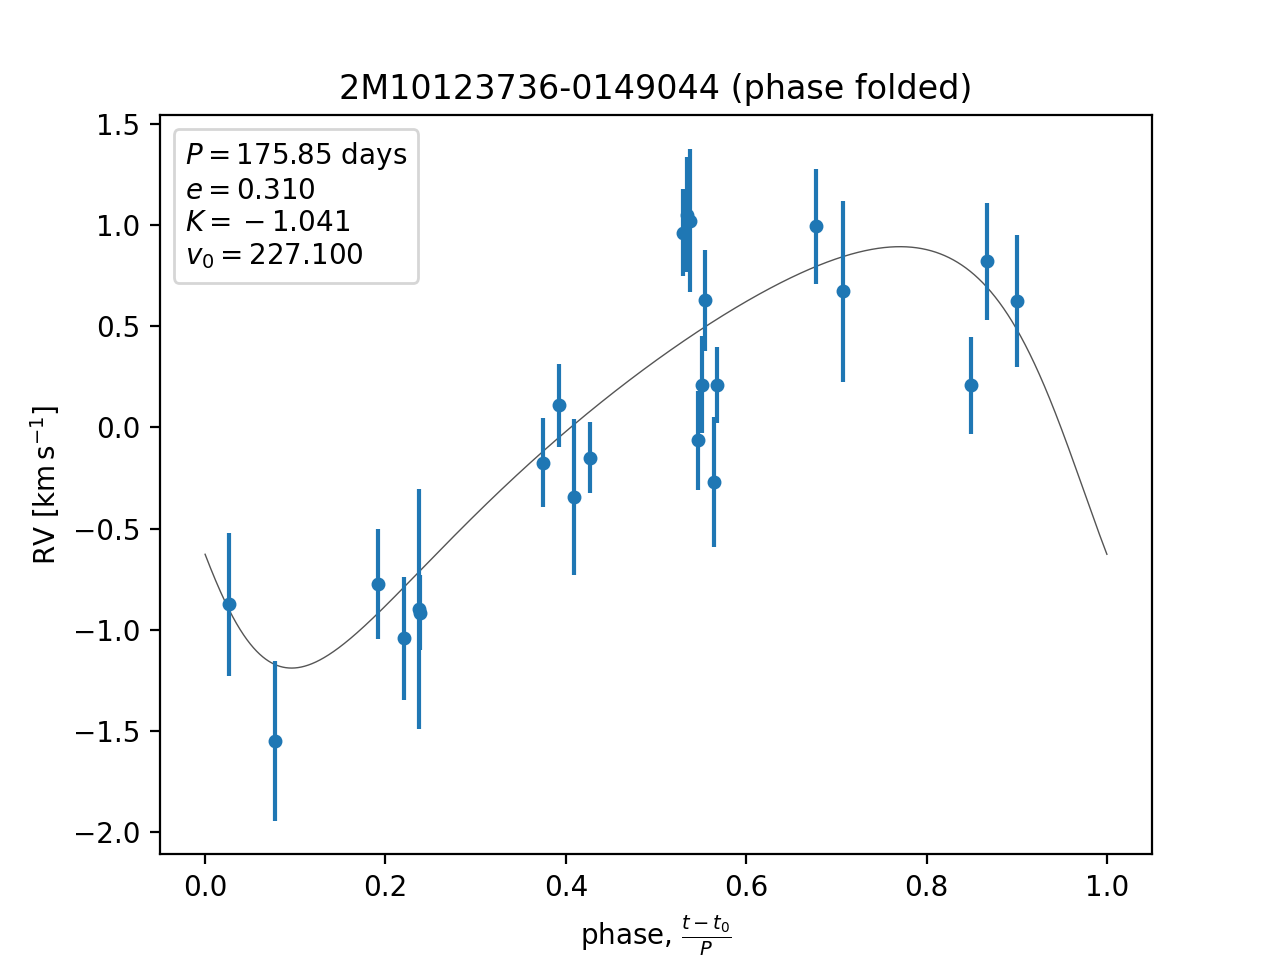 2M10123736-0149044 (phase folded)
P = 175.85 days
e = 0.310
K = −1.041
v₀ = 227.100
1.5
1.0
0.5
0.0
−0.5
−1.0
−1.5
−2.0
RV [km s⁻¹]
0.0 0.2 0.4 0.6 0.8 1.0
phase, (t − t₀)/P